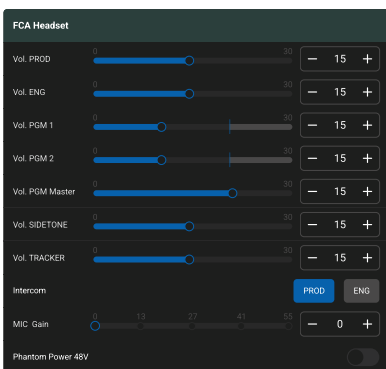 FCA Headset
Vol. PROD 0 30 — 15 +
Vol. ENG 0 30 — 15 +
Vol. PGM 1 0 30 — 15 +
Vol. PGM 2 0 30 — 15 +
Vol. PGM Master 0 30 — 15 +
Vol. SIDETONE 0 30 — 15 +
Vol. TRACKER 0 30 — 15 +
Intercom PROD ENG
MIC Gain 0 13 27 41 55 — 0 +
Phantom Power 48V